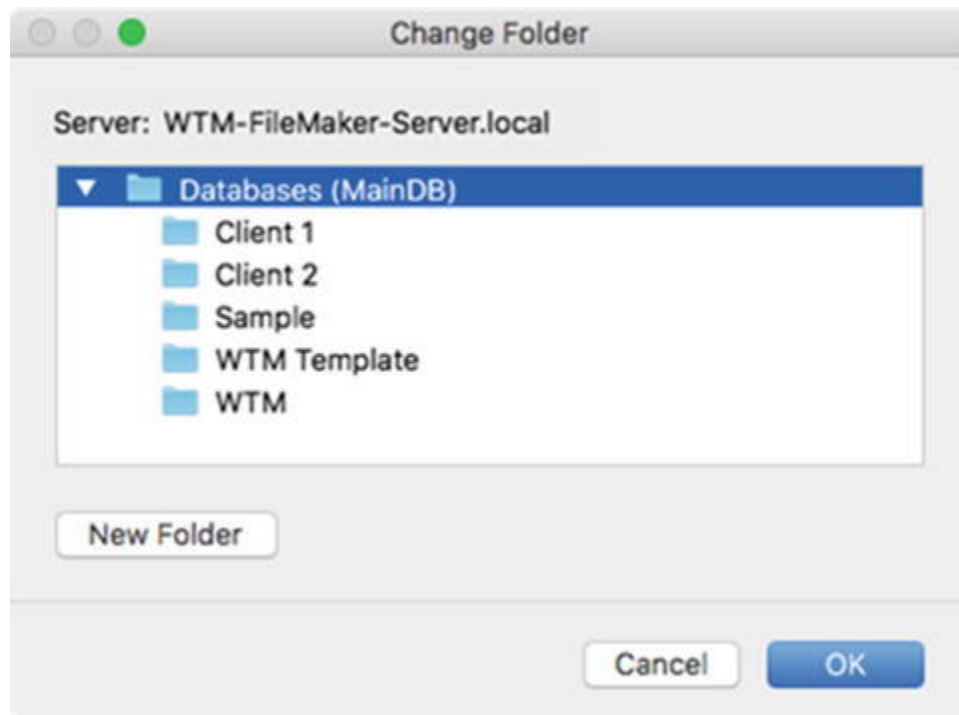 Change Folder
Server: WTM-FileMaker-Server.local
Databases (MainDB)
Client 1
Client 2
Sample
WTM Template
WTM
New Folder
Cancel
OK